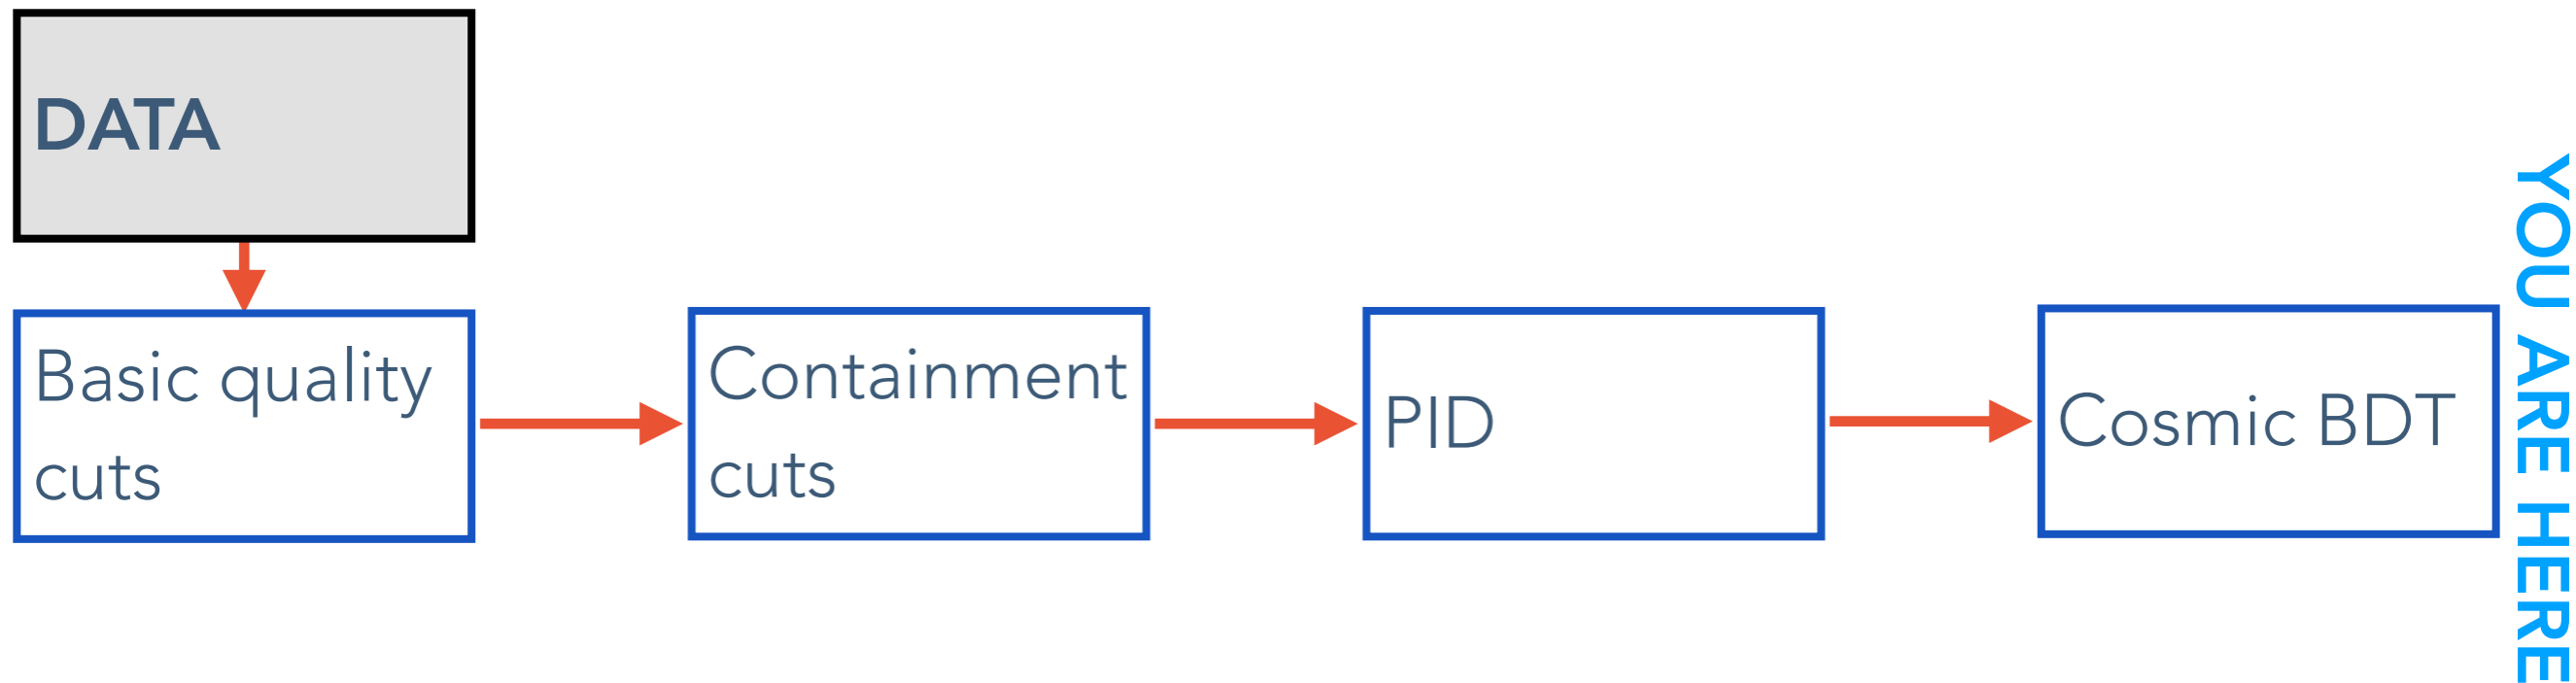 DATA
Basic quality
cuts
Containment
cuts
PID
Cosmic BDT
YOU ARE HERE